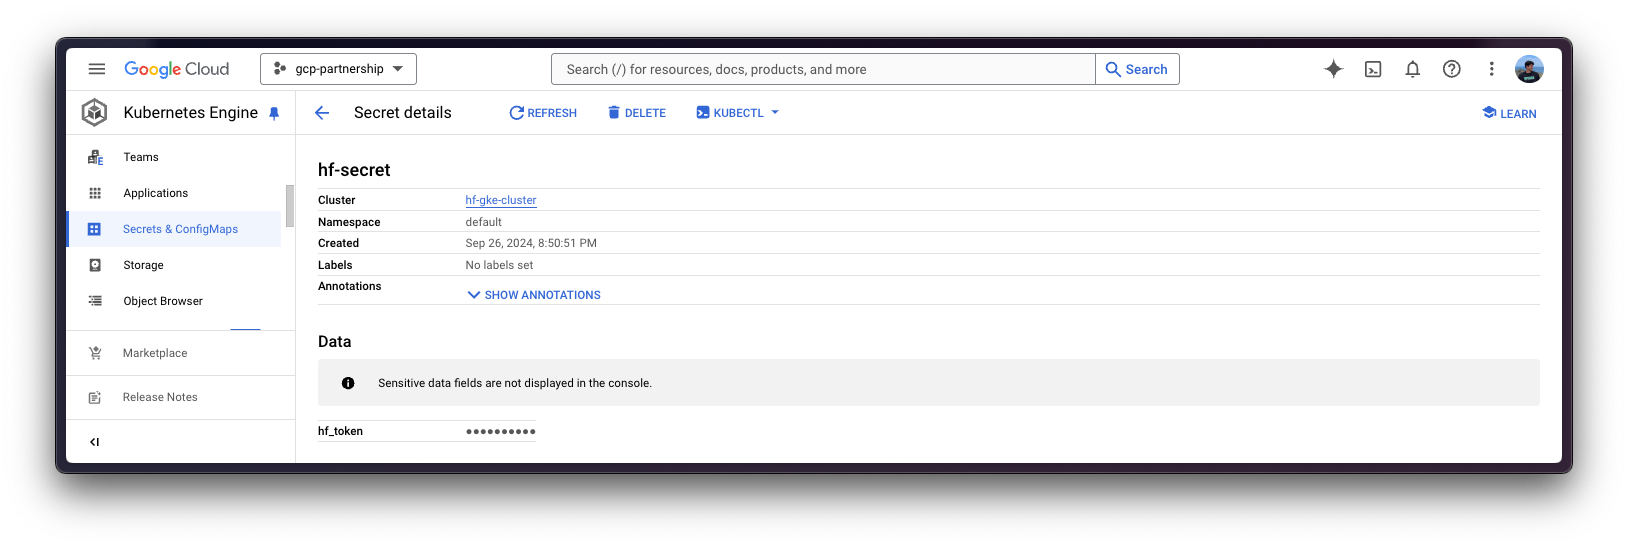 Google Cloud
gcp-partnership
Search (/) for resources, docs, products, and more
Search
Kubernetes Engine
Secret details
REFRESH
DELETE
KUBECTL
LEARN
Teams
Applications
Secrets & ConfigMaps
Storage
Object Browser
Marketplace
Release Notes
hf-secret
Cluster hf-gke-cluster
Namespace default
Created Sep 26, 2024, 8:50:51 PM
Labels No labels set
Annotations SHOW ANNOTATIONS
Data
Sensitive data fields are not displayed in the console.
hf_token ••••••••••